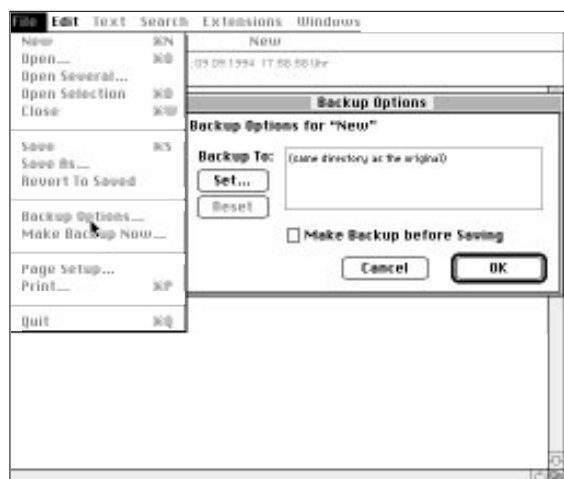 File Edit Text Search Extensions Windows
New ⌘N
Open... ⌘O
Open Several...
Open Selection ⌘D
Close ⌘W
Save ⌘S
Save As...
Revert To Saved
Backup Options...
Make Backup Now...
Page Setup...
Print... ⌘P
Quit ⌘Q
New
09.09.1994 17.58.58 Uhr
Backup Options
Backup Options for “New”
Backup To:
(same directory as the original)
Set...
Reset
Make Backup before Saving
Cancel
OK